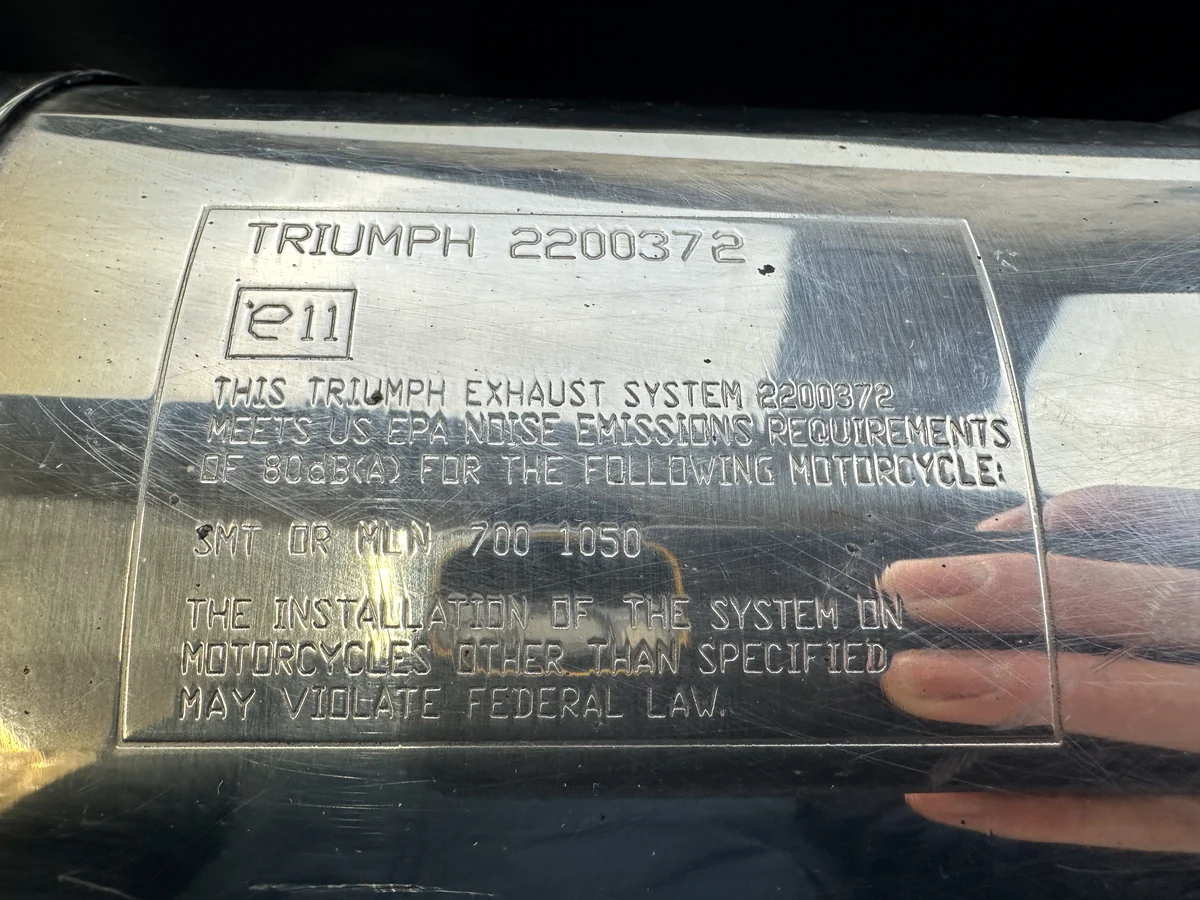 TRIUMPH 2200372
e11
THIS TRIUMPH EXHAUST SYSTEM 2200372
MEETS US EPA NOISE EMISSIONS REQUIREMENTS
OF 80dB(A) FOR THE FOLLOWING MOTORCYCLE:
SMT OR MLN 700 1050
THE INSTALLATION OF THE SYSTEM ON
MOTORCYCLES OTHER THAN SPECIFIED
MAY VIOLATE FEDERAL LAW.